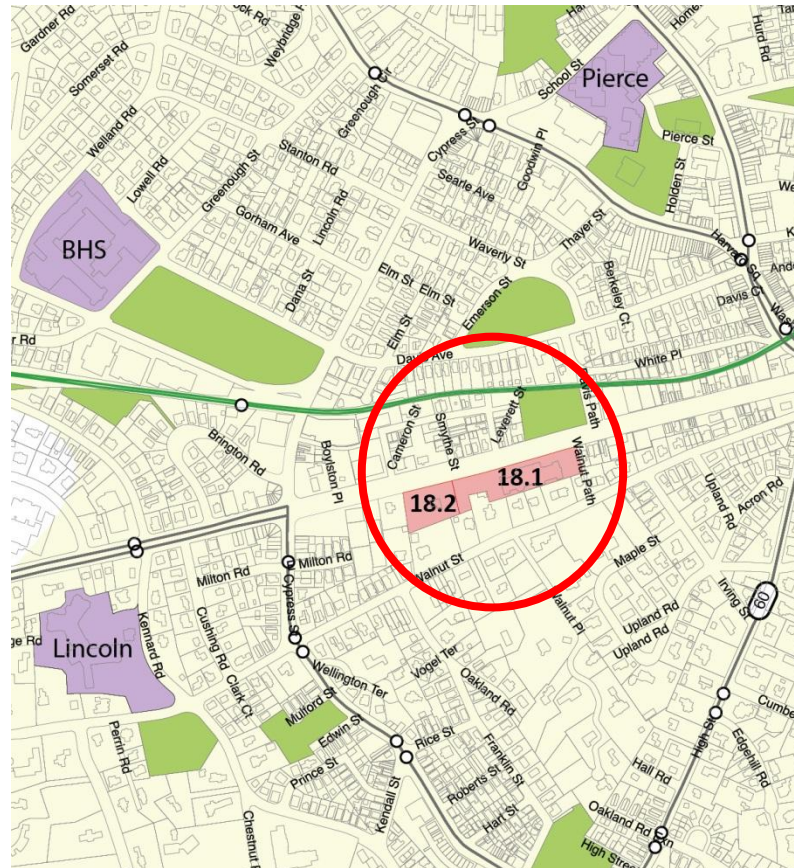 Gardner Rd
Somerset Rd
Weybridge Rd
Greenough Cir
School St
Pierce
Hurd Rd
Cypress S
Goodwin Pl
Pierce St
Welland Rd
Lowell Rd
Greenough St
Stanton Rd
Lincoln Rd
Searle Ave
Holden St
Gorham Ave
BHS
Waverly St
Thayer St
Dana St
Elm St
Elm St
Elm St
Emerson St
Berkeley Ct
Davis Ave
White Pl
Cameron St
Smythe St
Leverett St
Davis Path
Brington Rd
Boylston Pl
18.2
18.1
Walnut Path
Upland Rd
Acron Rd
Milton Rd
Milton Rd
Walnut St
Maple St
Cypress St
Walnut Pl
Irving St
60
Upland Rd
Upland Rd
Lincoln
Kennard Rd
Cushing Rd
Clark Ct
Wellington Ter
Vogel Ter
Oakland Rd
Mulford St
Perrin Rd
Edwin St
Rice St
High St
Edgehill Rd
Prince St
Kendall St
Franklin St
Roberts St
Hart St
Hall Rd
Chestnut P
Oakland Rd
High Street